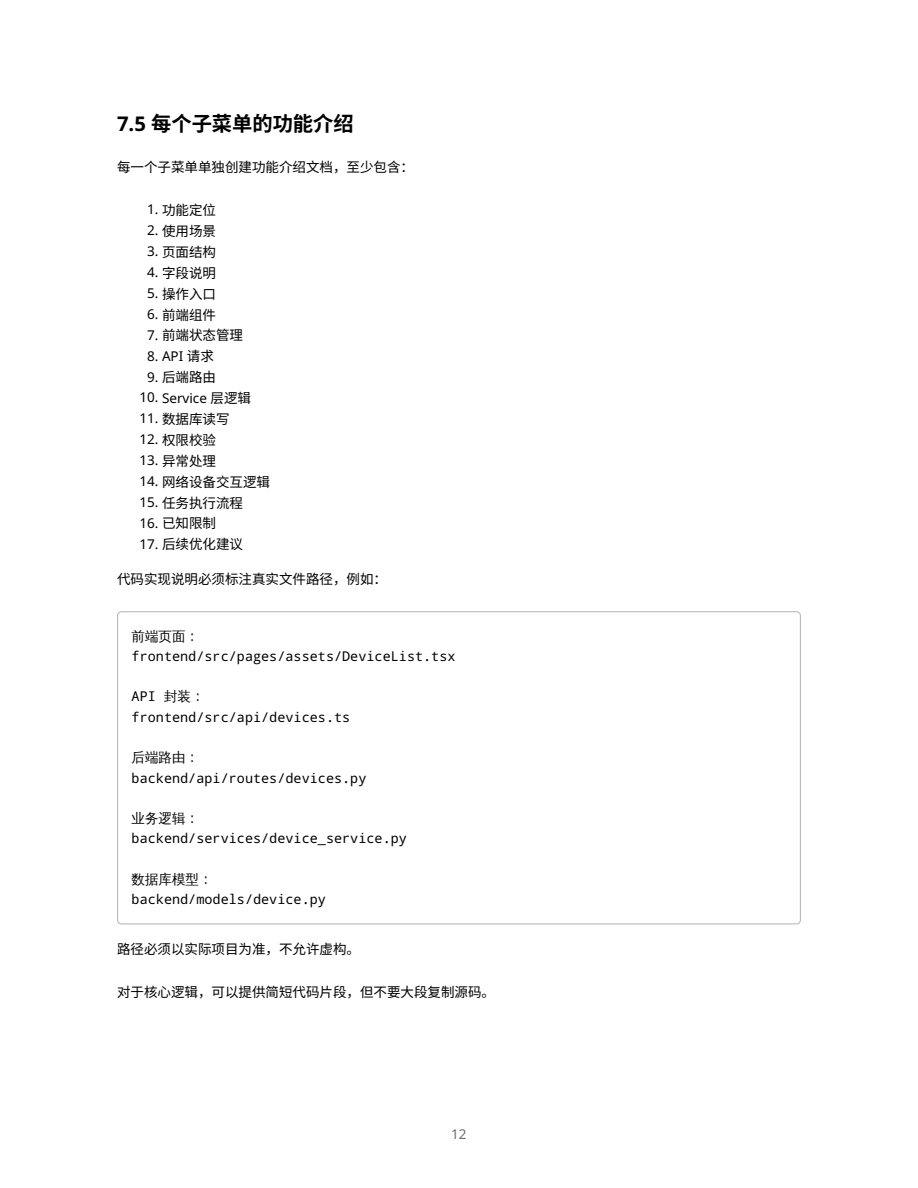 7.5 每个子菜单的功能介绍
每一个子菜单单独创建功能介绍文档，至少包含：
1. 功能定位
2. 使用场景
3. 页面结构
4. 字段说明
5. 操作入口
6. 前端组件
7. 前端状态管理
8. API 请求
9. 后端路由
10. Service 层逻辑
11. 数据库读写
12. 权限校验
13. 异常处理
14. 网络设备交互逻辑
15. 任务执行流程
16. 已知限制
17. 后续优化建议
代码实现说明必须标注真实文件路径，例如：
前端页面：
frontend/src/pages/assets/DeviceList.tsx
API 封装：
frontend/src/api/devices.ts
后端路由：
backend/api/routes/devices.py
业务逻辑：
backend/services/device_service.py
数据库模型：
backend/models/device.py
路径必须以实际项目为准，不允许虚构。
对于核心逻辑，可以提供简短代码片段，但不要大段复制源码。
12